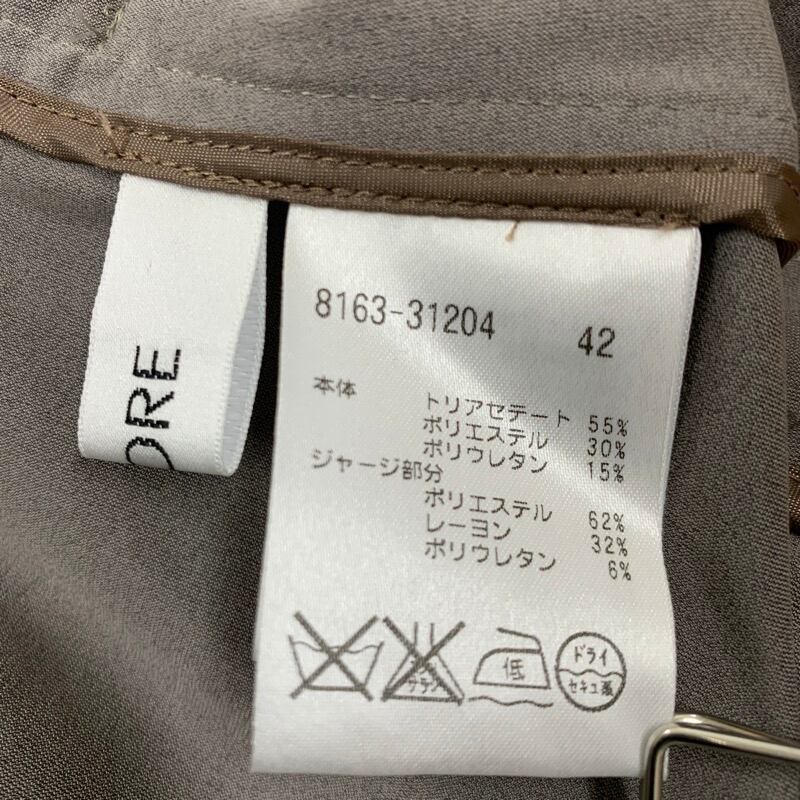 ORE
8163-31204 42
本体
トリアセテート 55%
ポリエステル 30%
ポリウレタン 15%
ジャージ部分
ポリエステル 62%
レーヨン 32%
ポリウレタン 6%
低
ドライ
セキユ系